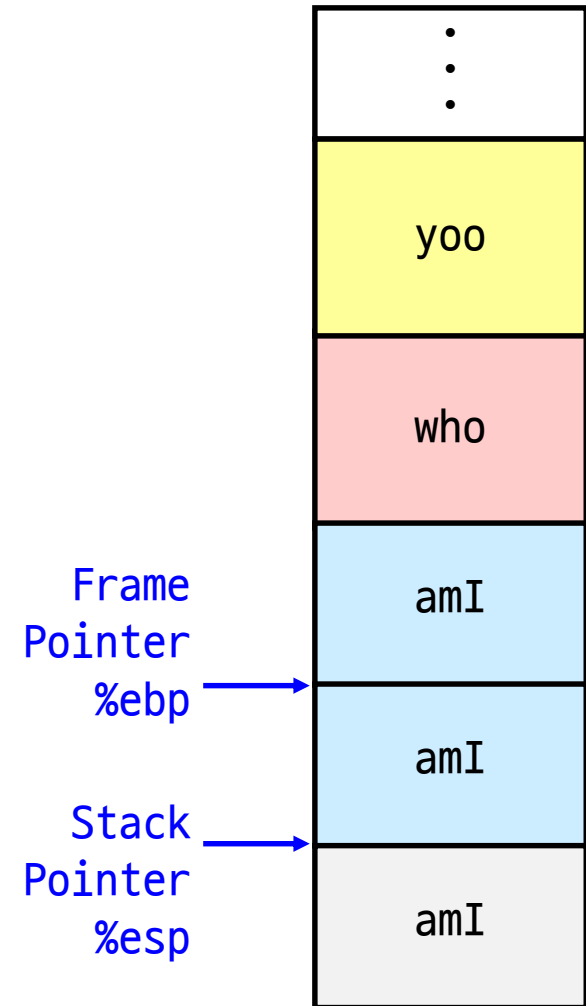 yoo
who
amI
Frame
Pointer
%ebp
amI
Stack
Pointer
%esp
amI